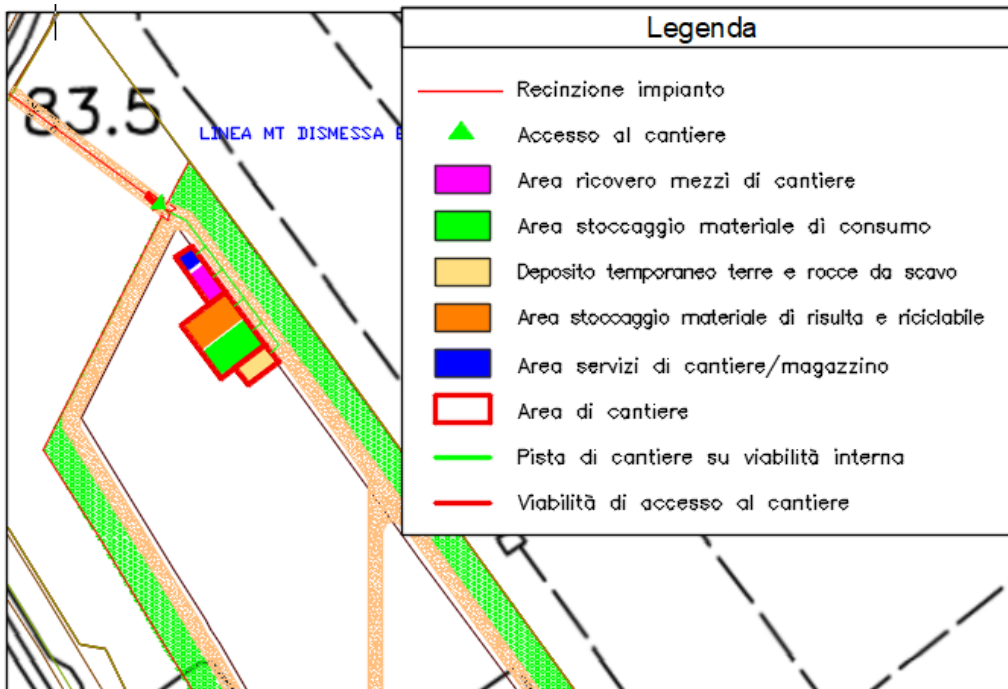 83.5
LINEA MT DISMESSA
Legenda
Recinzione impianto
Accesso al cantiere
Area ricovero mezzi di cantiere
Area stoccaggio materiale di consumo
Deposito temporaneo terre e rocce da scavo
Area stoccaggio materiale di risulta e riciclabile
Area servizi di cantiere/magazzino
Area di cantiere
Pista di cantiere su viabilità interna
Viabilità di accesso al cantiere